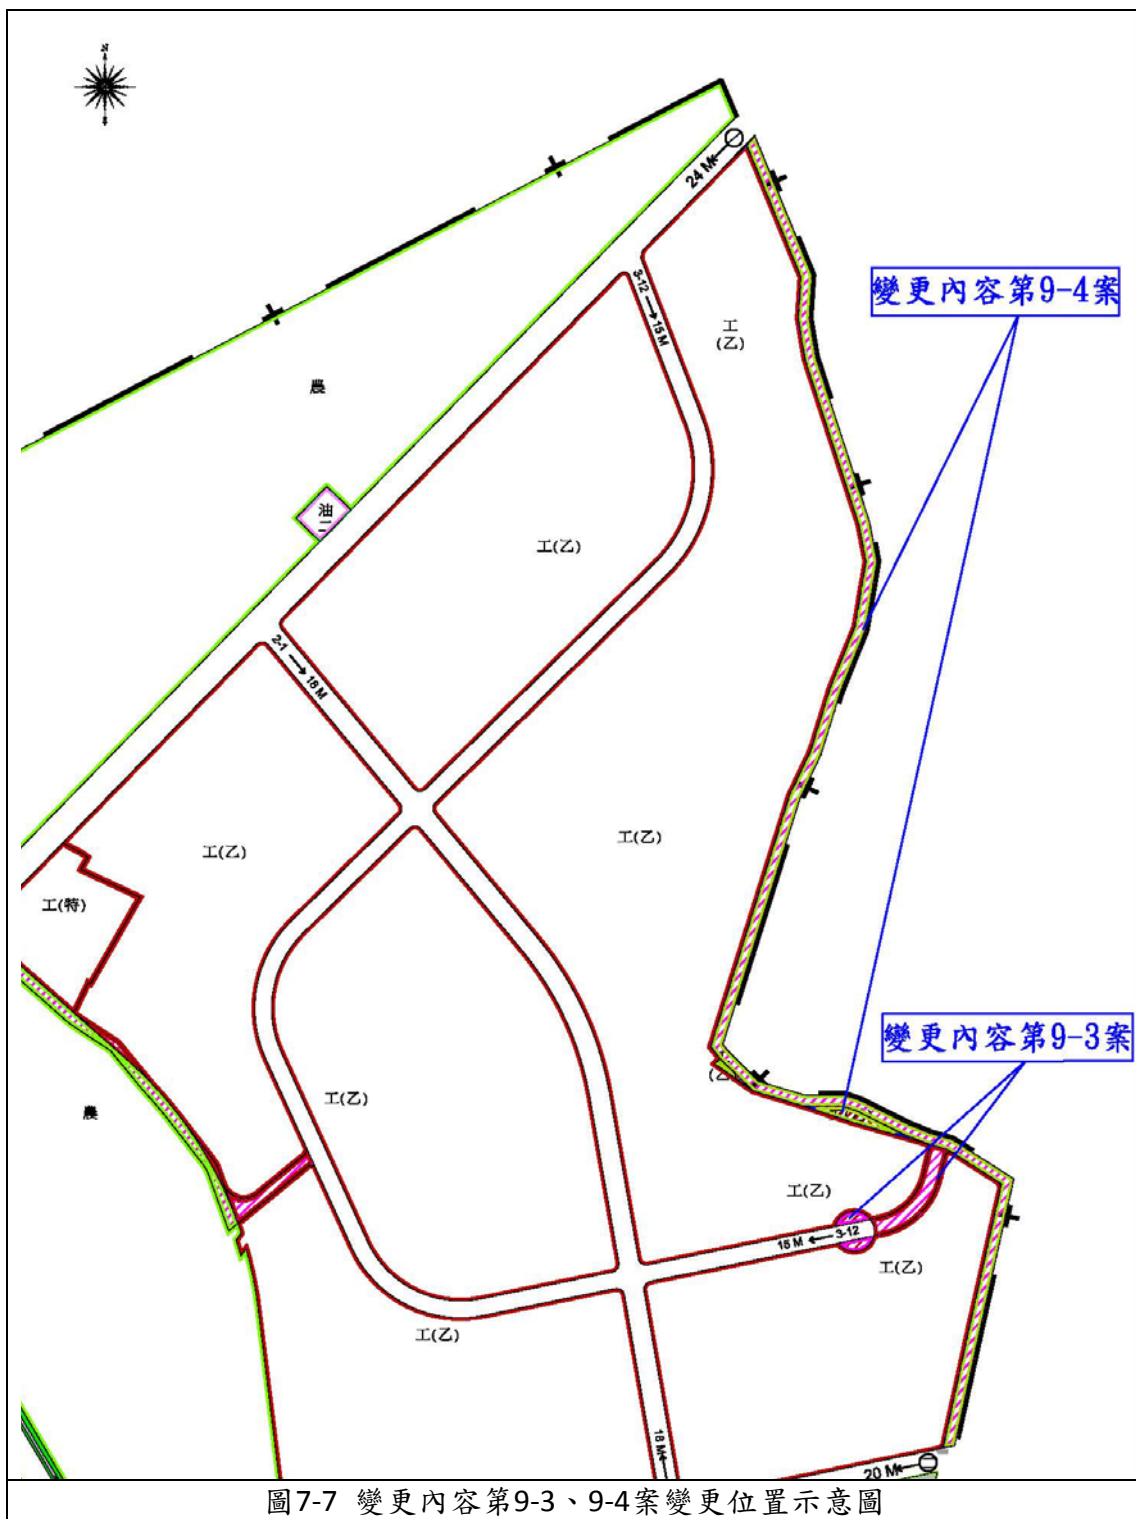 N
24 M
3-12
15 M
工
(乙)
變更內容第9-4案
農
油
二
工(乙)
2-1
18 M
工(乙)
工(乙)
工(特)
變更內容第9-3案
(乙)
農
工(乙)
工(乙)
15 M
3-12
工(乙)
工(乙)
18 M
20 M
圖7-7 變更內容第9-3、9-4案變更位置示意圖